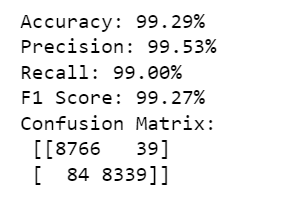 Accuracy: 99.29%
Precision: 99.53%
Recall: 99.00%
F1 Score: 99.27%
Confusion Matrix:
[[8766   39]
[  84 8339]]